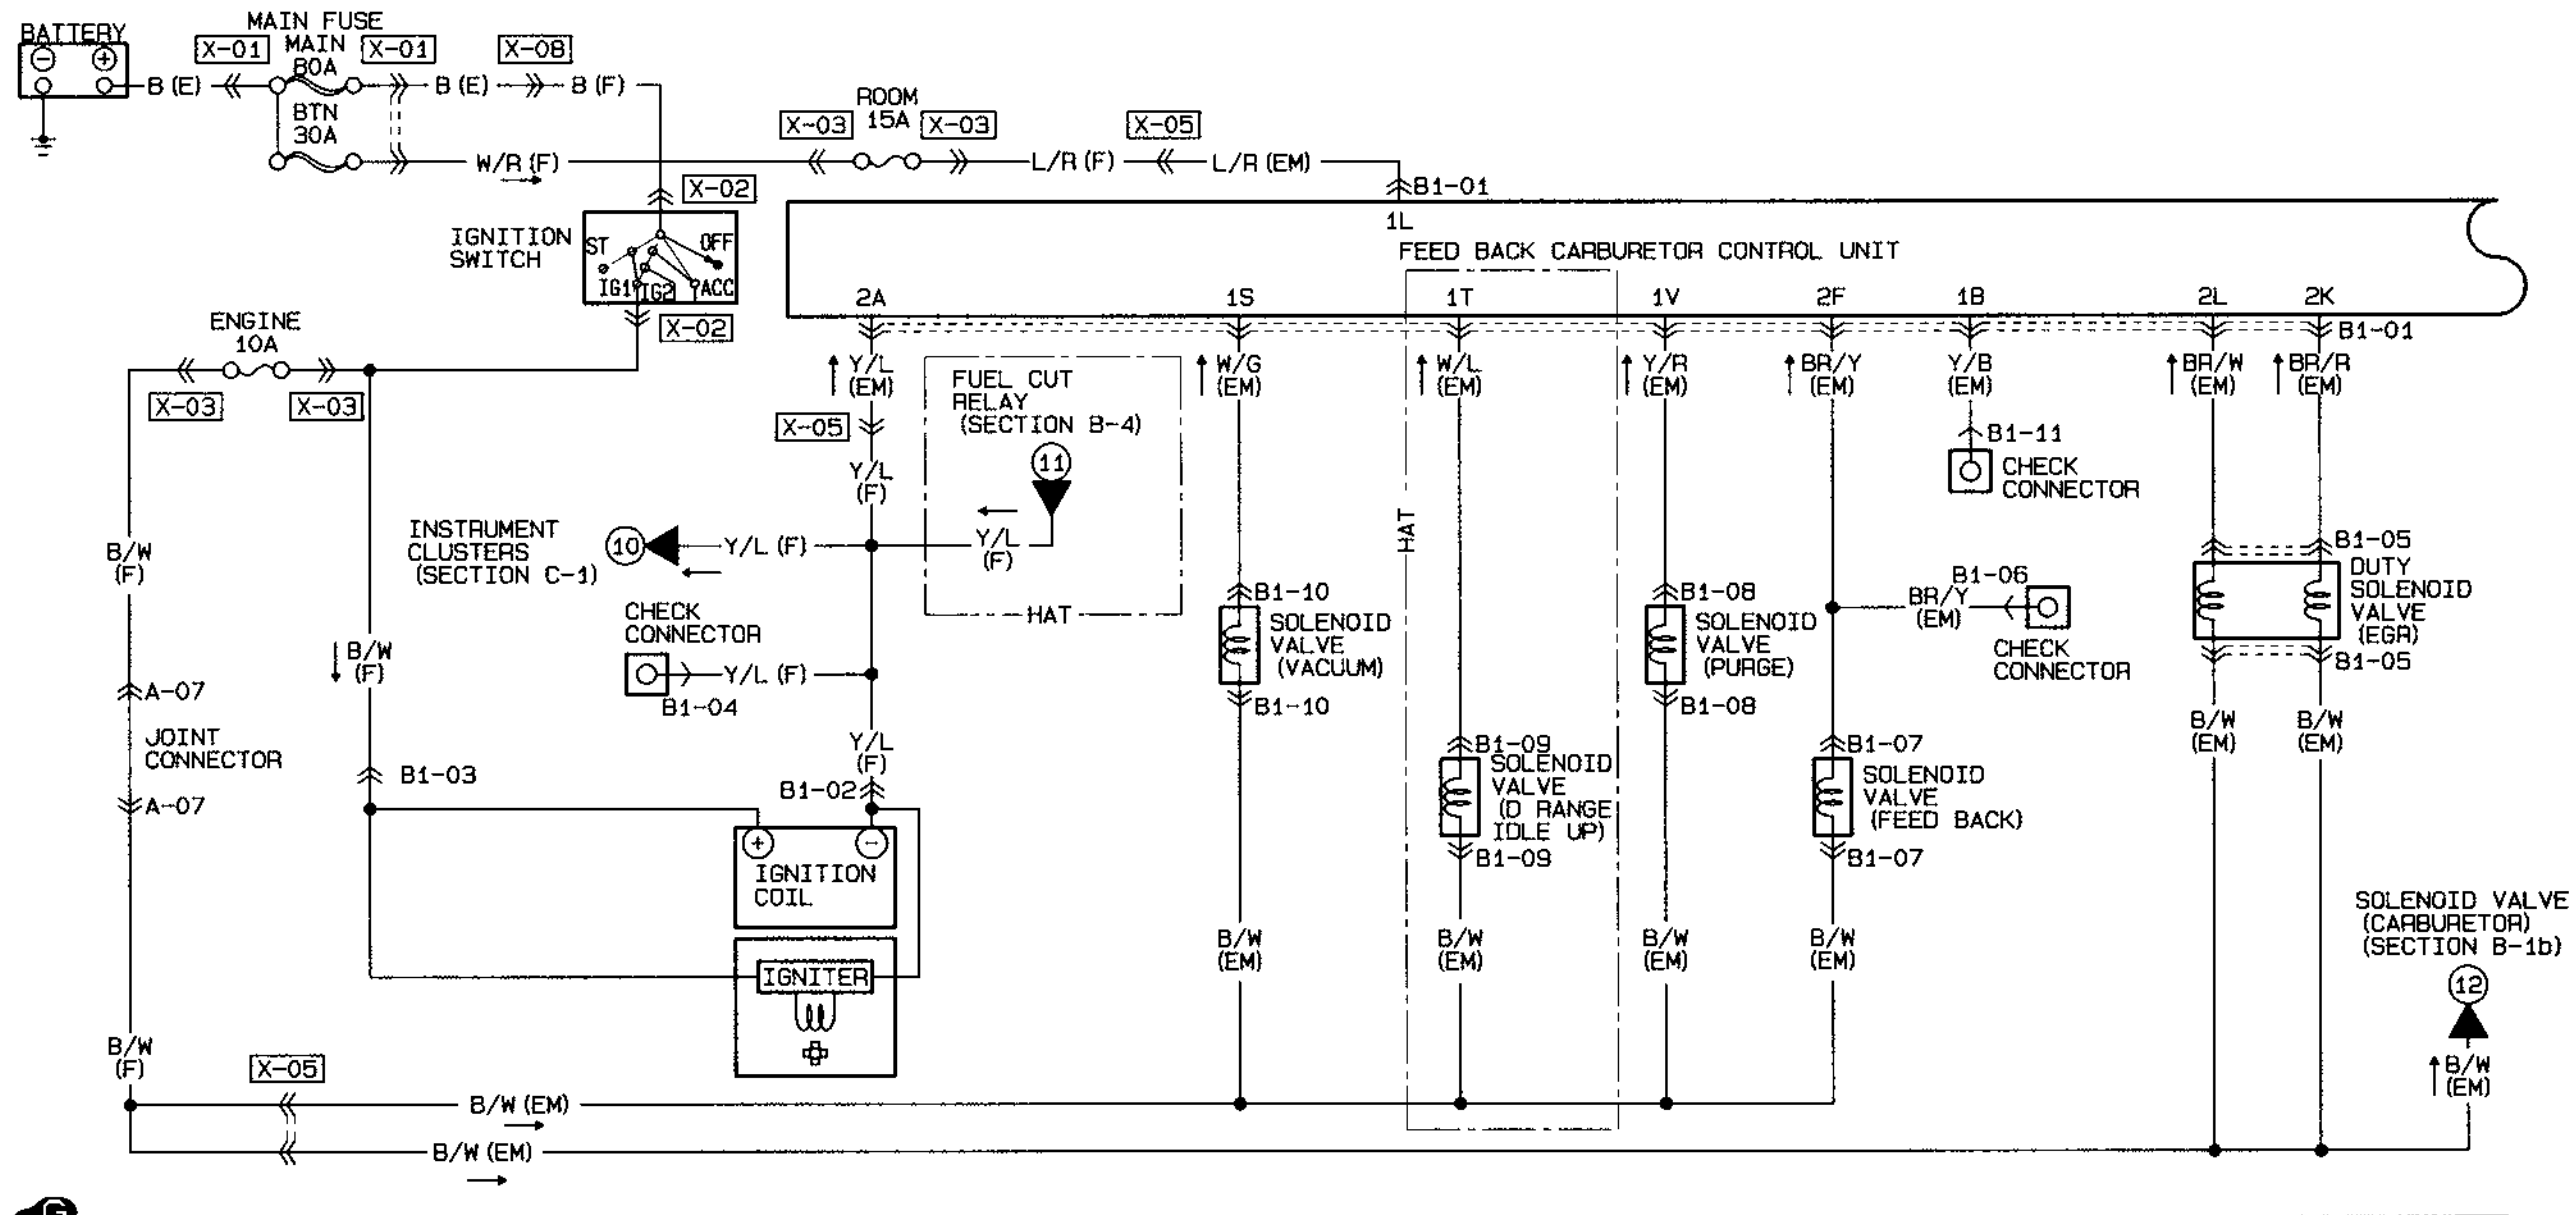 BATTERY
MAIN FUSE
MAIN
80A
X-01
X-01
X-08
B (E)
B (E)
B (F)
BTN
30A
W/R (F)
ROOM
15A
X-03
X-03
X-05
L/R (F)
L/R (EM)
X-02
B1-01
IGNITION
SWITCH
ST
OFF
IG1
IG2
ACC
X-02
1L
FEED BACK CARBURETOR CONTROL UNIT
2A
1S
1T
1V
2F
1B
2L
2K
B1-01
ENGINE
10A
X-03
X-03
Y/L
(EM)
W/G
(EM)
W/L
(EM)
Y/R
(EM)
BR/Y
(EM)
Y/B
(EM)
BR/W
(EM)
BR/R
(EM)
FUEL CUT
RELAY
(SECTION B-4)
11
X-05
Y/L
(F)
B1-11
CHECK
CONNECTOR
INSTRUMENT
CLUSTERS
(SECTION C-1)
10
Y/L (F)
Y/L
(F)
HAT
HAT
B/W
(F)
B1-05
DUTY
SOLENOID
VALVE
(EGR)
B1-05
CHECK
CONNECTOR
Y/L (F)
B1-04
B1-10
SOLENOID
VALVE
(VACUUM)
B1-10
B1-08
SOLENOID
VALVE
(PURGE)
B1-08
BR/Y
(EM)
B1-06
CHECK
CONNECTOR
B/W
(F)
A-07
JOINT
CONNECTOR
A-07
B1-03
Y/L
(F)
B1-02
B1-09
SOLENOID
VALVE
(D RANGE
IDLE UP)
B1-09
B1-07
SOLENOID
VALVE
(FEED BACK)
B1-07
B/W
(EM)
B/W
(EM)
+
-
IGNITION
COIL
IGNITER
B/W
(EM)
B/W
(EM)
B/W
(EM)
B/W
(EM)
SOLENOID VALVE
(CARBURETOR)
(SECTION B-1b)
12
B/W
(EM)
B/W
(F)
X-05
B/W (EM)
B/W (EM)
G